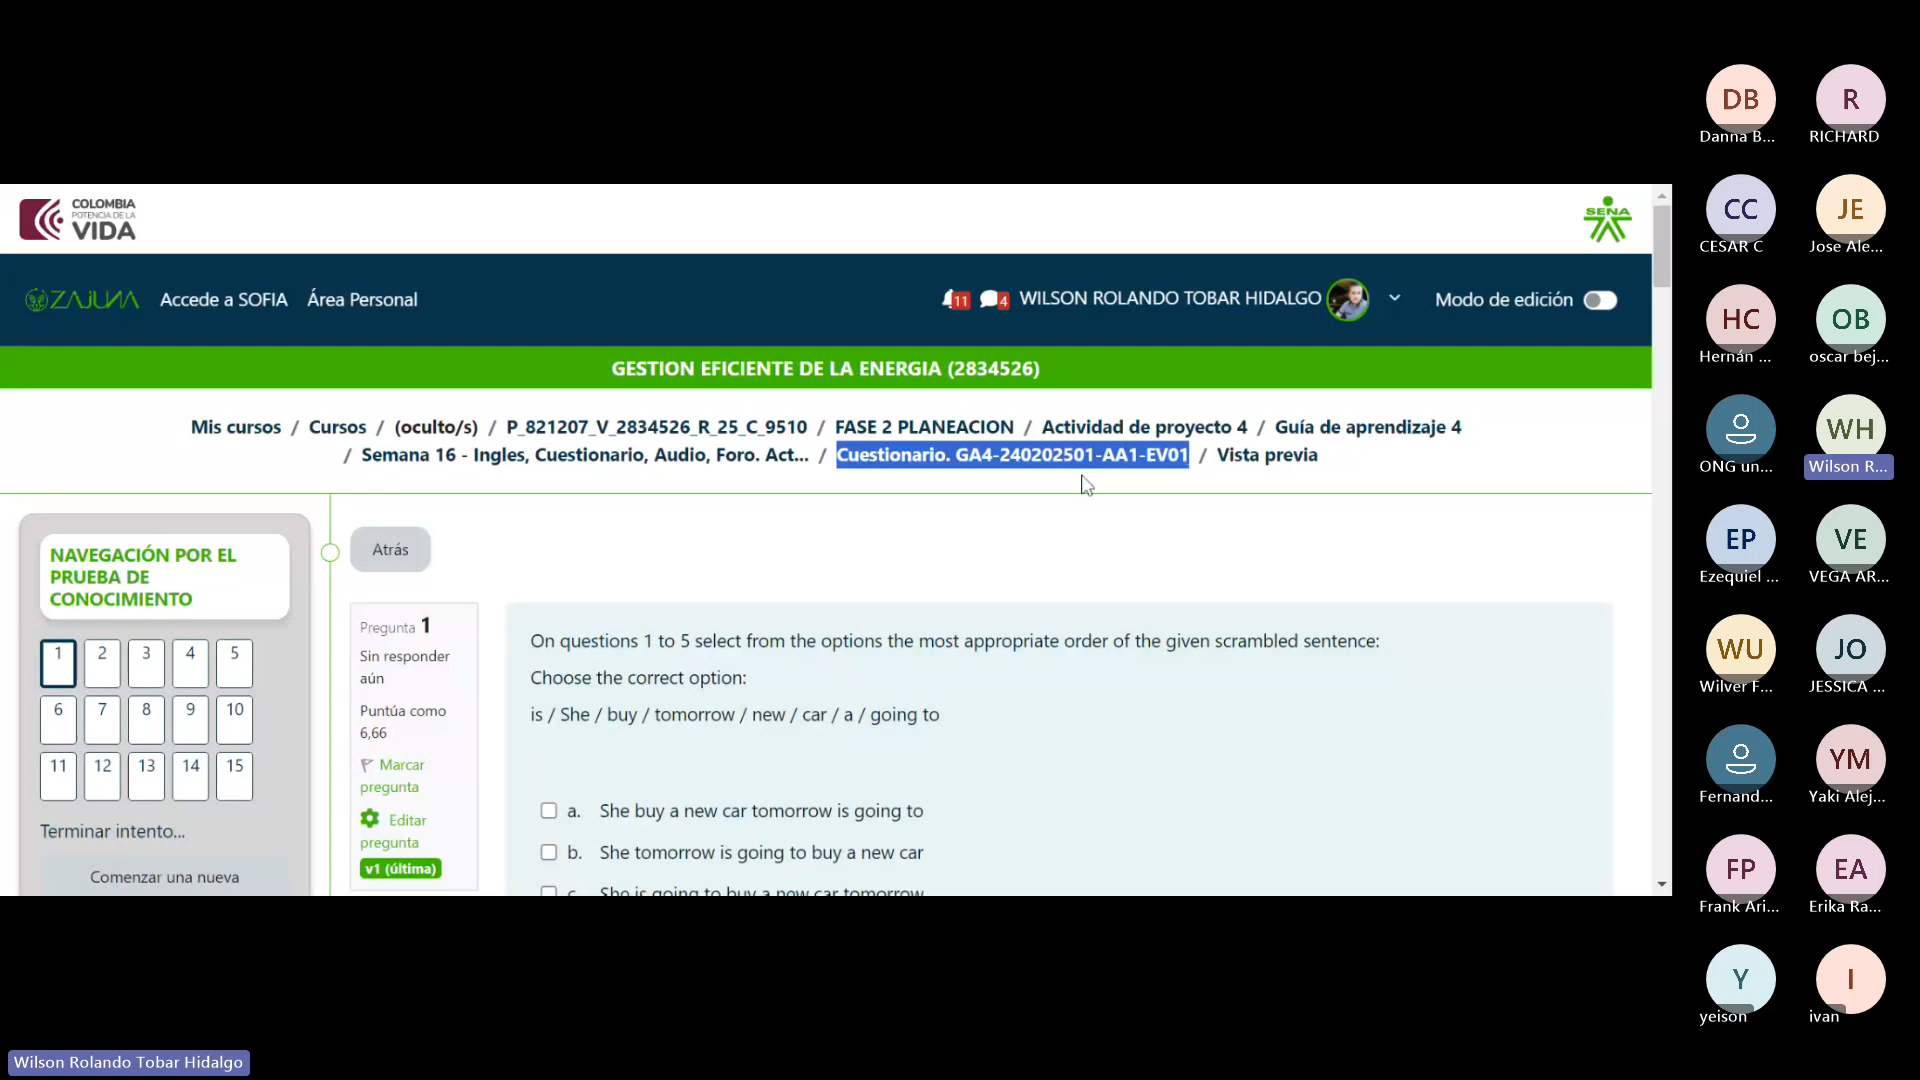 COLOMBIA
POTENCIA DE LA
VIDA
SENA
ZAJUNA Accede a SOFIA Área Personal
11 4 WILSON ROLANDO TOBAR HIDALGO Modo de edición
GESTION EFICIENTE DE LA ENERGIA (2834526)
Mis cursos / Cursos / (oculto/s) / P_821207_V_2834526_R_25_C_9510 / FASE 2 PLANEACION / Actividad de proyecto 4 / Guía de aprendizaje 4
/ Semana 16 - Ingles, Cuestionario, Audio, Foro. Act... / Cuestionario. GA4-240202501-AA1-EV01 / Vista previa
NAVEGACIÓN POR EL
PRUEBA DE
CONOCIMIENTO
1 2 3 4 5
6 7 8 9 10
11 12 13 14 15
Terminar intento...
Comenzar una nueva
Atrás
Pregunta 1
Sin responder
aún
Puntúa como
6,66
Marcar
pregunta
Editar
pregunta
v1 (última)
On questions 1 to 5 select from the options the most appropriate order of the given scrambled sentence:
Choose the correct option:
is / She / buy / tomorrow / new / car / a / going to
a. She buy a new car tomorrow is going to
b. She tomorrow is going to buy a new car
c. She is going to buy a new car tomorrow
DB R
Danna B... RICHARD
CC JE
CESAR C Jose Ale...
HC OB
Hernán ... oscar bej...
WH
ONG un... Wilson R...
EP VE
Ezequiel ... VEGA AR...
WU JO
Wilver F... JESSICA ...
YM
Fernand... Yaki Alej...
FP EA
Frank Ari... Erika Ra...
Y I
yeison ivan
Wilson Rolando Tobar Hidalgo